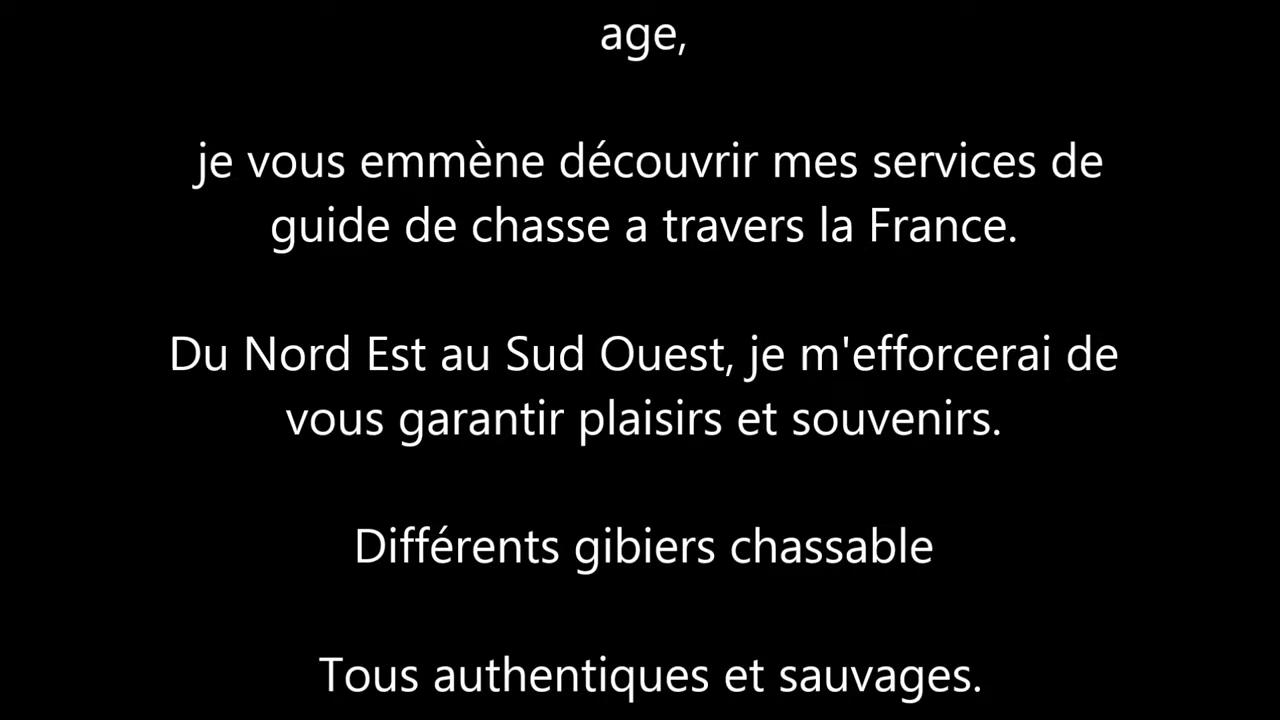 age,
je vous emmène découvrir mes services de
guide de chasse a travers la France.
Du Nord Est au Sud Ouest, je m'efforcerai de
vous garantir plaisirs et souvenirs.
Différents gibiers chassable
Tous authentiques et sauvages.